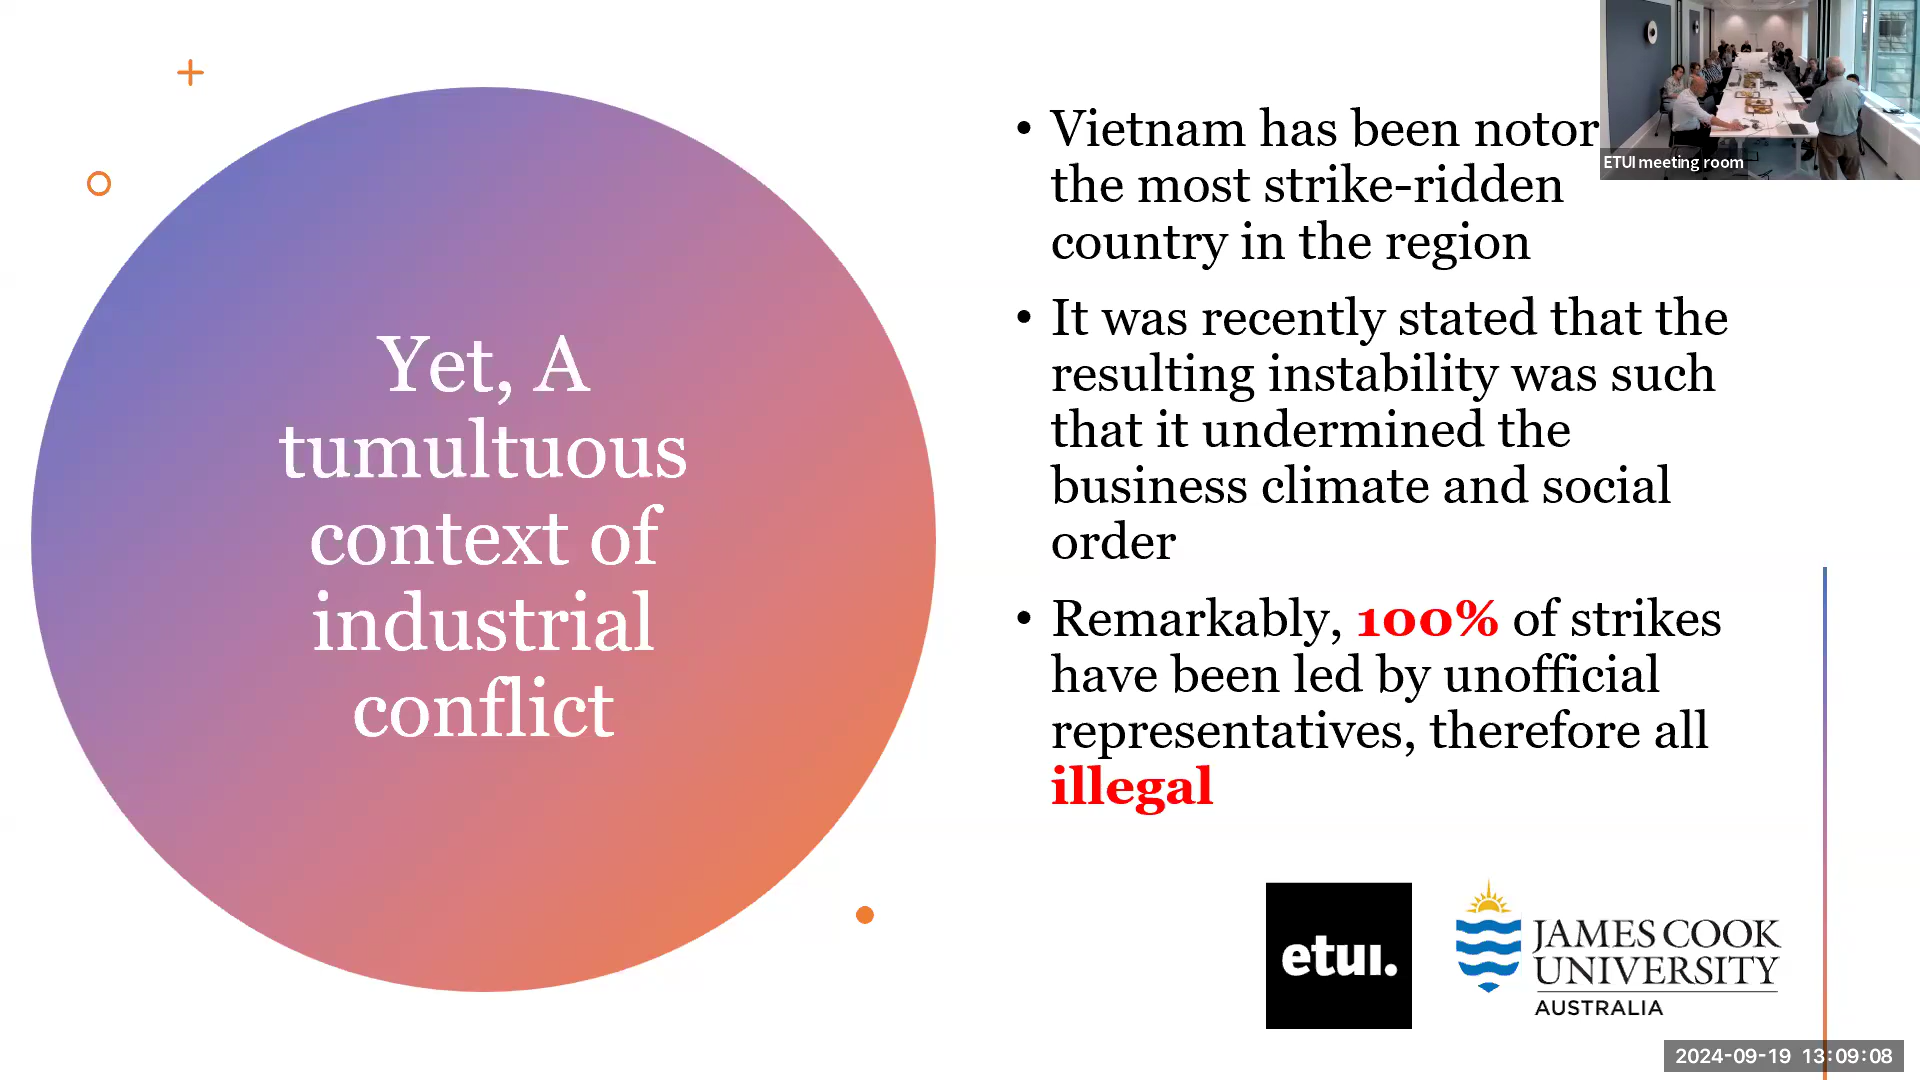 Yet, A
tumultuous
context of
industrial
conflict
• Vietnam has been notor
the most strike-ridden
country in the region
• It was recently stated that the
resulting instability was such
that it undermined the
business climate and social
order
• Remarkably, 100% of strikes
have been led by unofficial
representatives, therefore all
illegal
ETUI meeting room
etui.
JAMES COOK
UNIVERSITY
AUSTRALIA
2024-09-19 13:09:08